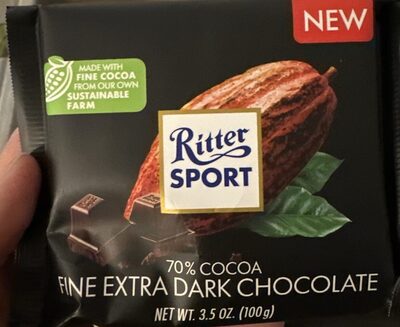 NEW
MADE WITH
FINE COCOA
FROM OUR OWN
SUSTAINABLE
FARM
Ritter
SPORT
70% COCOA
FINE EXTRA DARK CHOCOLATE
NET WT. 3.5 OZ. (100g)